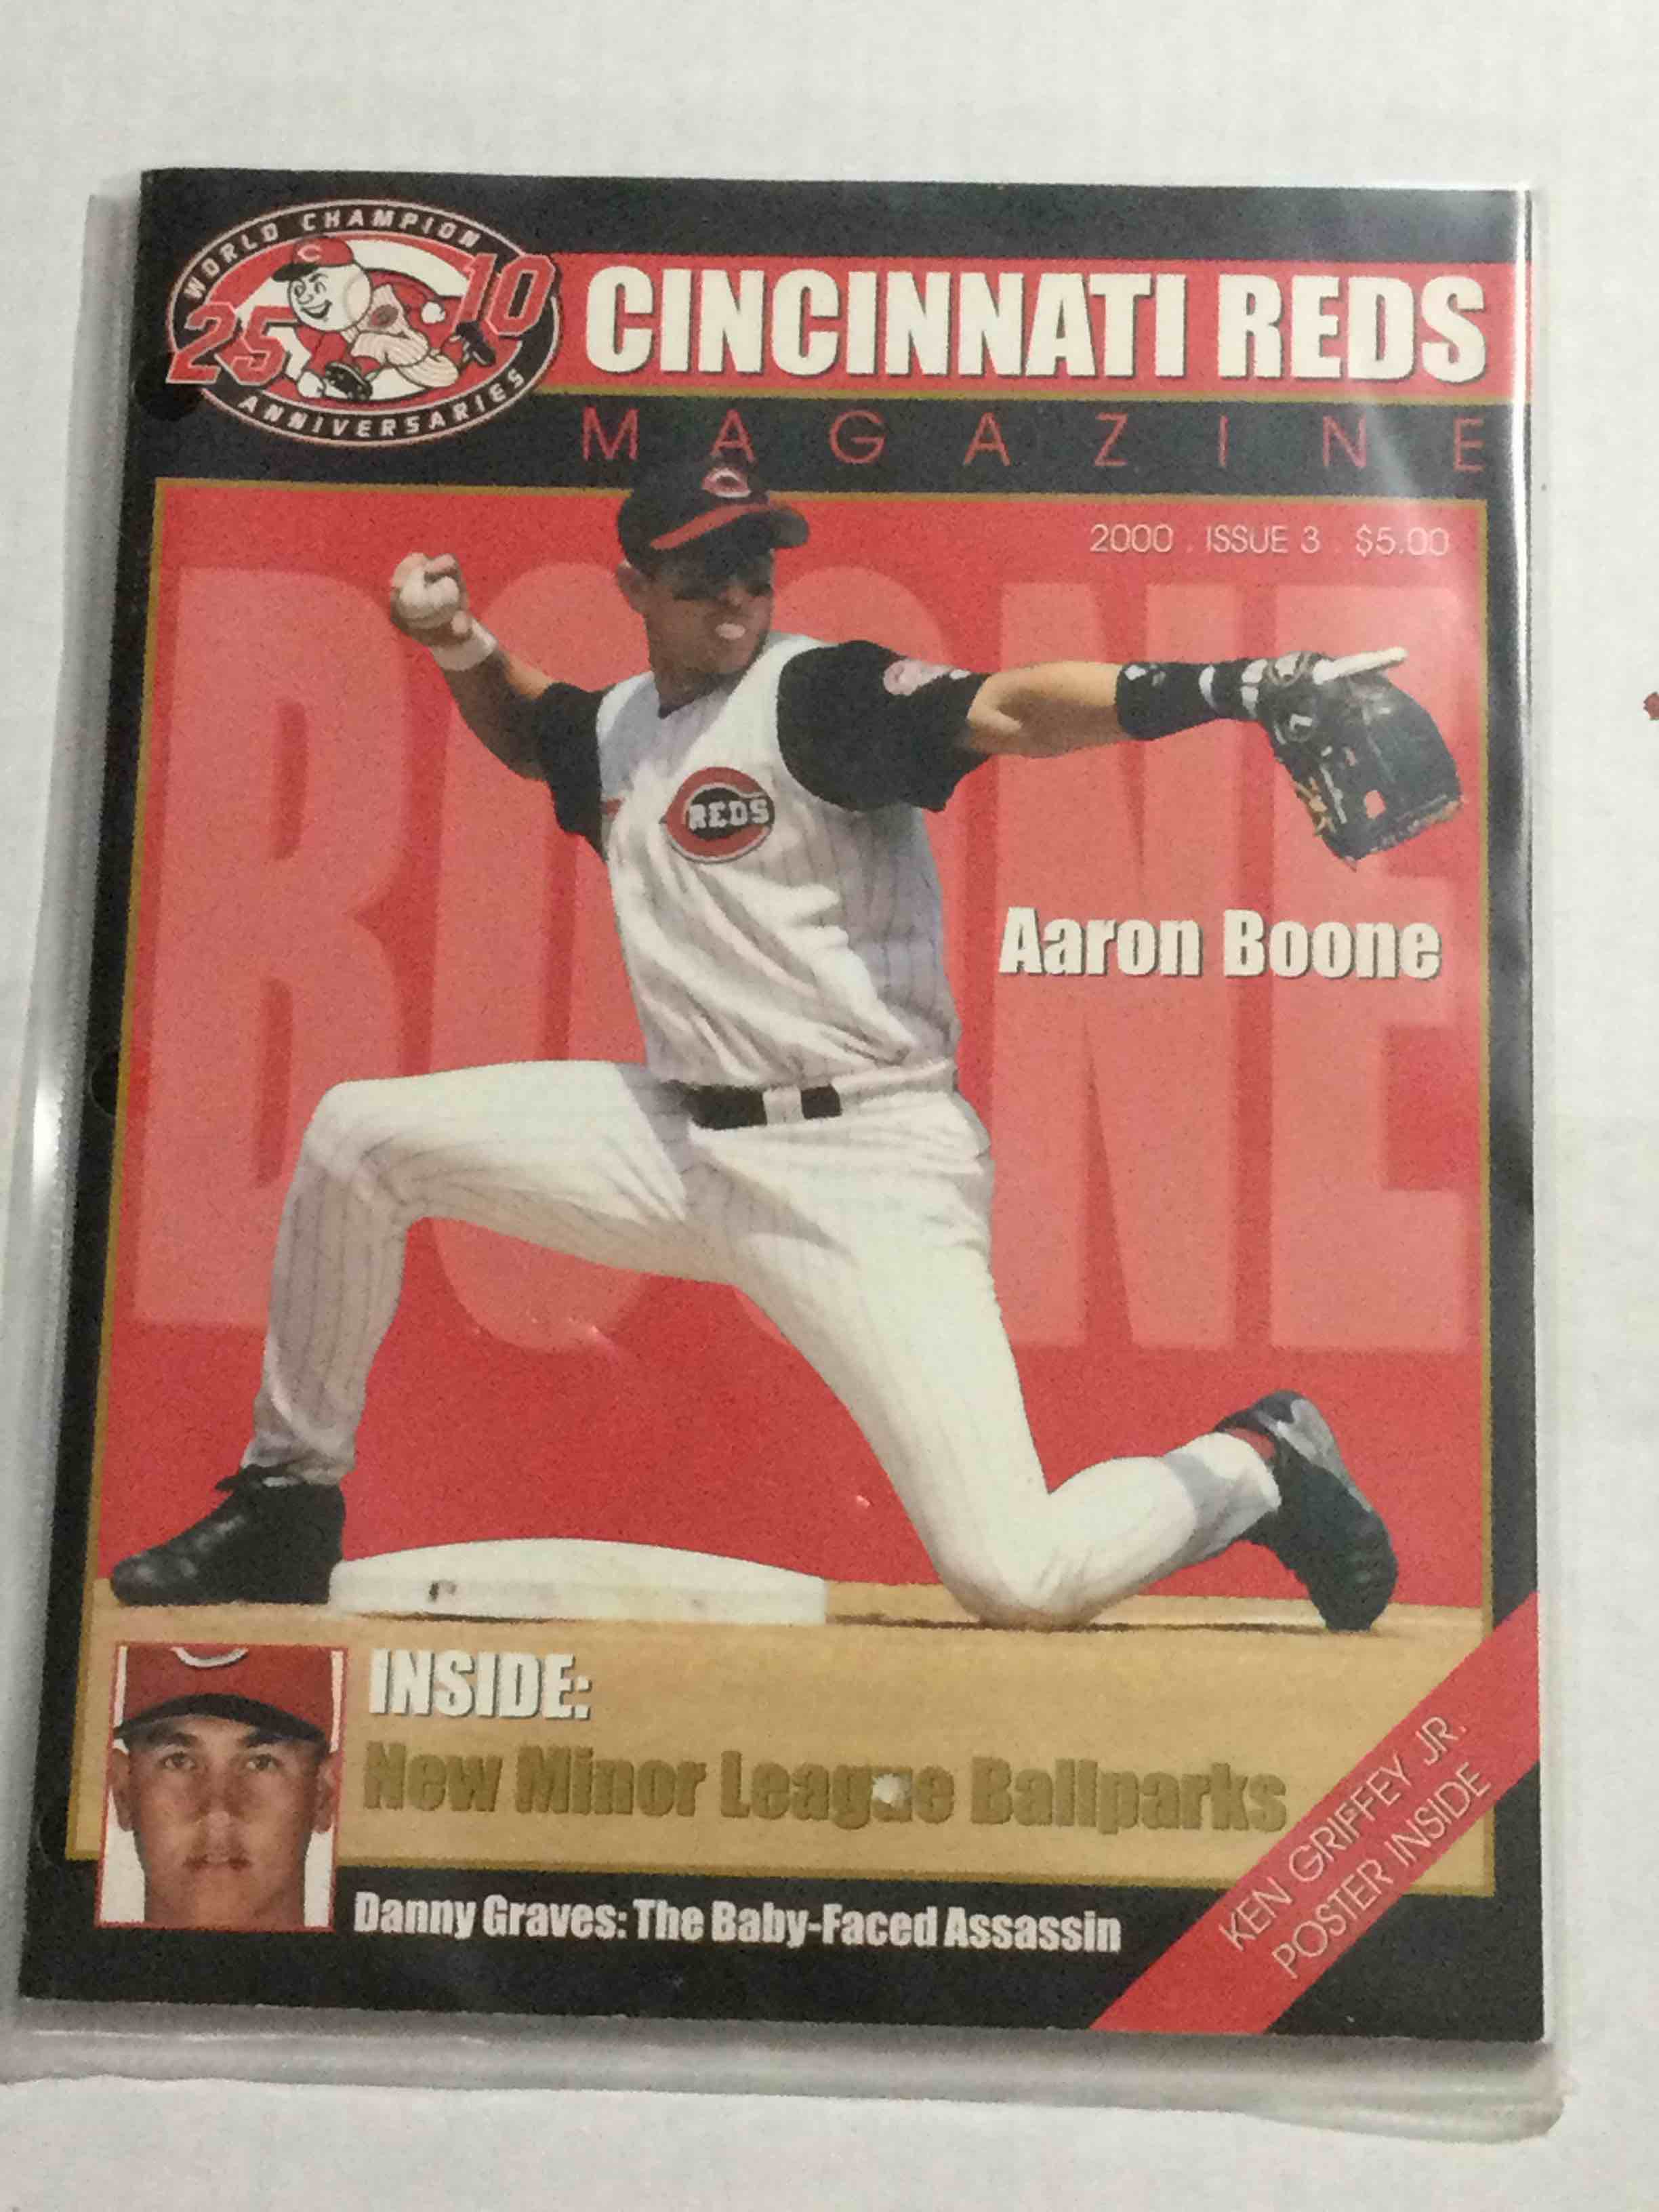 WORLD CHAMPION
25 10
ANNIVERSARIES
CINCINNATI REDS
MAGAZINE
2000 . ISSUE 3 . $5.00
BOONE
REDS
Aaron Boone
INSIDE:
New Minor League Ballparks
Danny Graves: The Baby-Faced Assassin
KEN GRIFFEY JR.
POSTER INSIDE